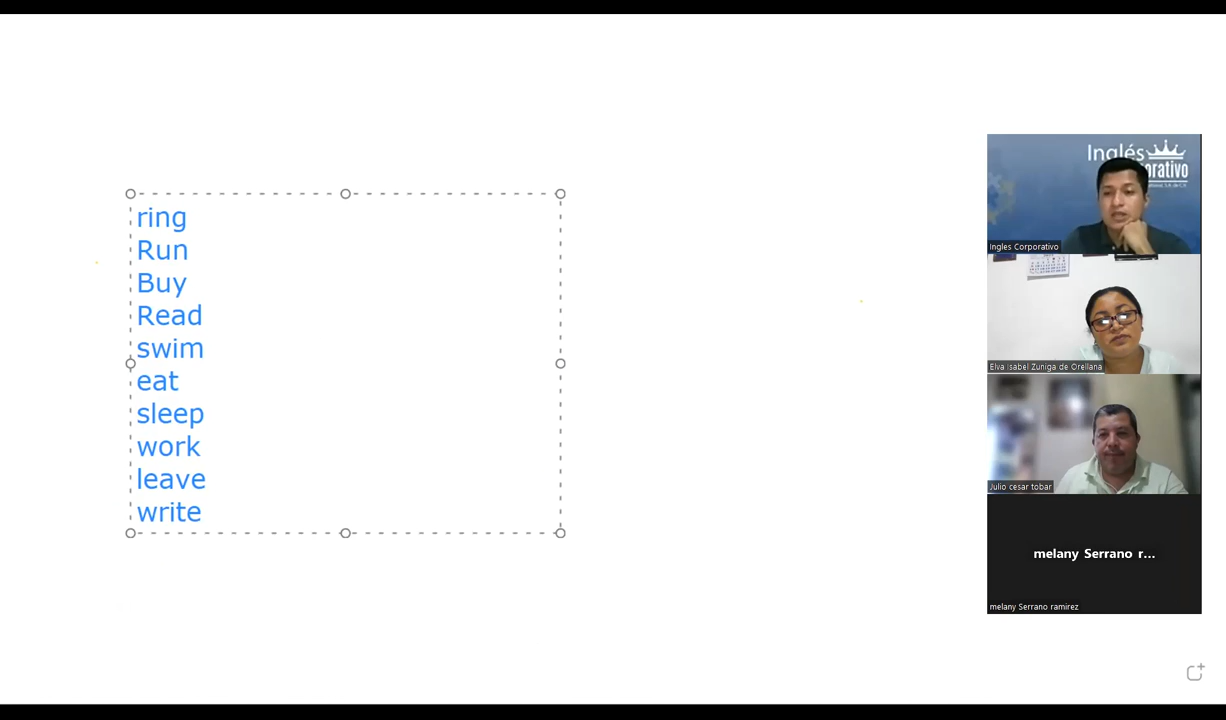 ring
Run
Buy
Read
swim
eat
sleep
work
leave
write
Inglés
orativo
Ingles Corporativo
Elva Isabel Zuniga de Orellana
Julio cesar tobar
melany Serrano r...
melany Serrano ramirez